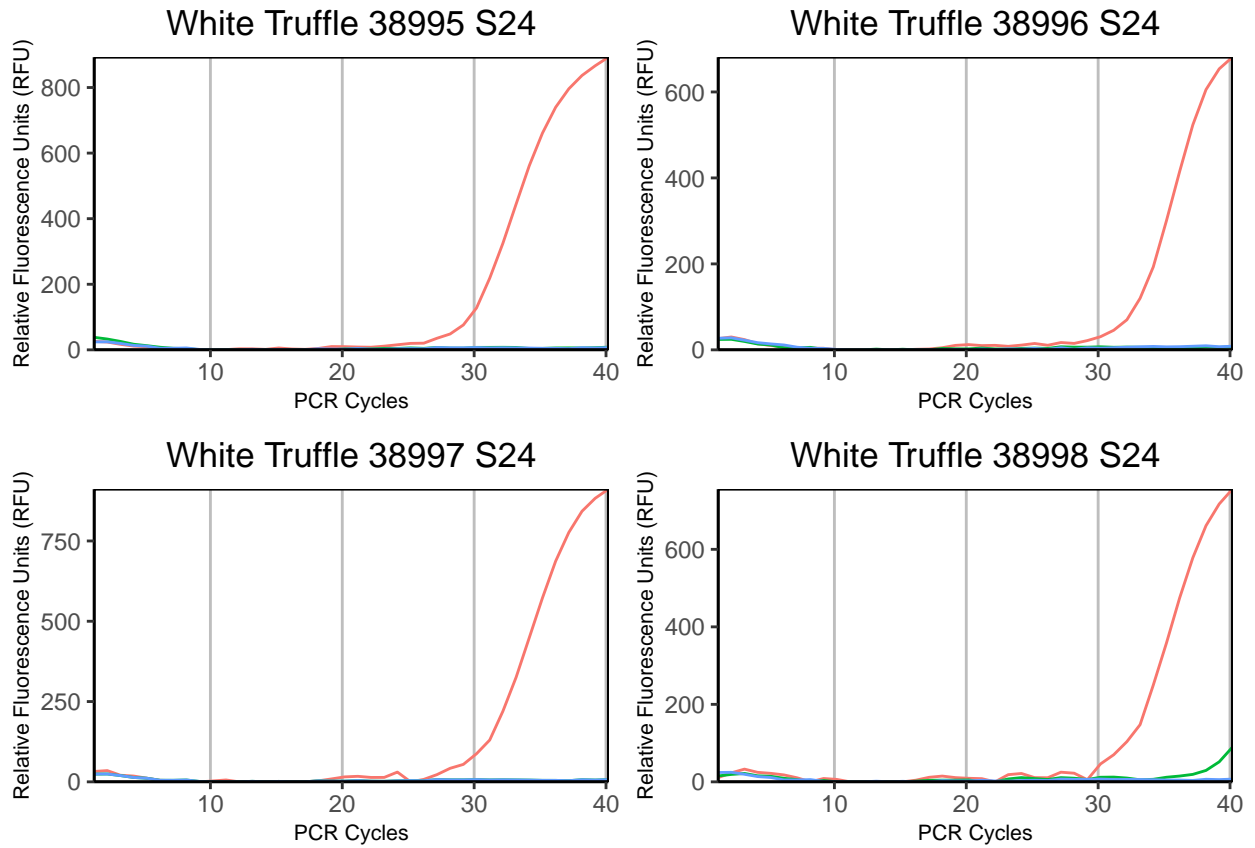 White Truffle 38995 S24
Relative Fluorescence Units (RFU)
800
600
400
200
0
10 20 30 40
PCR Cycles
White Truffle 38996 S24
Relative Fluorescence Units (RFU)
600
400
200
0
10 20 30 40
PCR Cycles
White Truffle 38997 S24
Relative Fluorescence Units (RFU)
750
500
250
0
10 20 30 40
PCR Cycles
White Truffle 38998 S24
Relative Fluorescence Units (RFU)
600
400
200
0
10 20 30 40
PCR Cycles